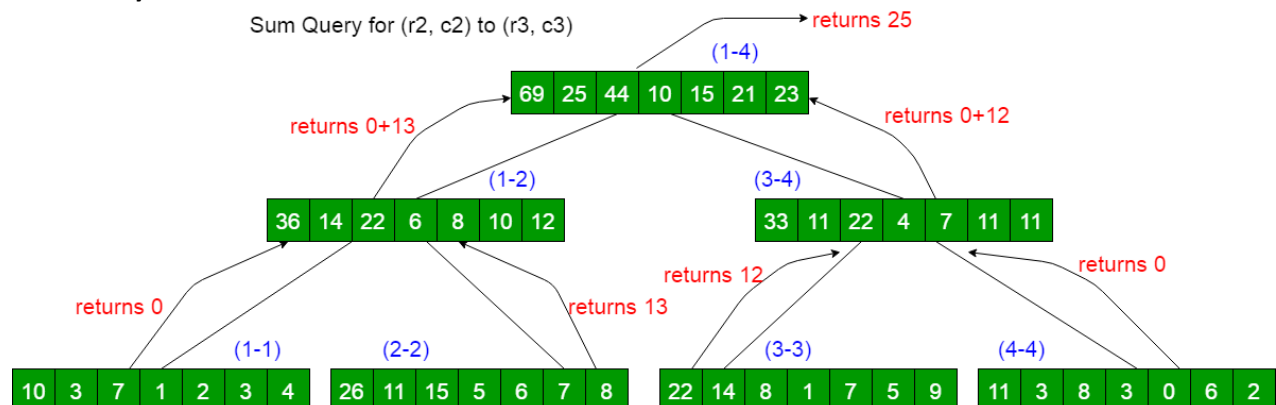 Sum Query for (r2, c2) to (r3, c3)
returns 25
(1-4)
69 25 44 10 15 21 23
returns 0+13
returns 0+12
(1-2)
(3-4)
36 14 22 6 8 10 12
33 11 22 4 7 11 11
returns 0
returns 13
returns 12
returns 0
(1-1)
(2-2)
(3-3)
(4-4)
10 3 7 1 2 3 4
26 11 15 5 6 7 8
22 14 8 1 7 5 9
11 3 8 3 0 6 2